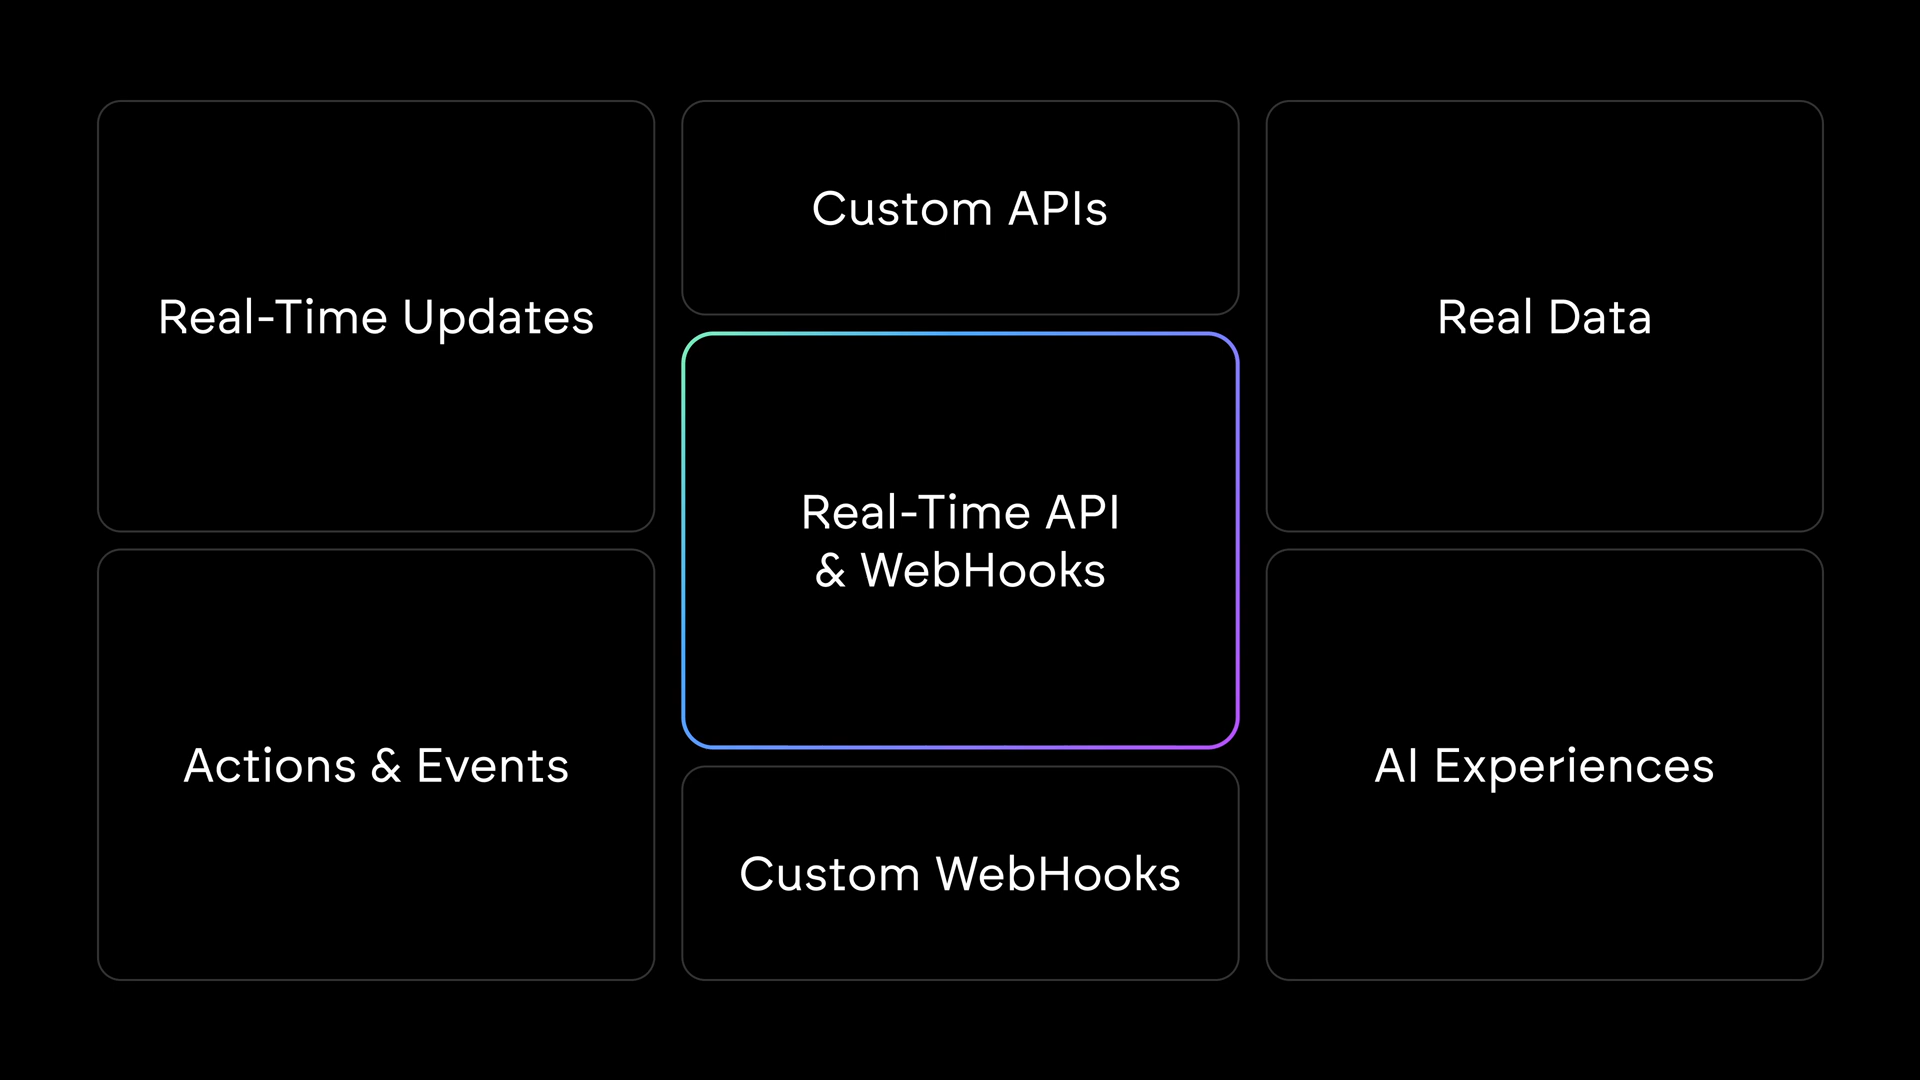 Real-Time Updates
Actions & Events
Custom APIs
Real-Time API
& WebHooks
Custom WebHooks
Real Data
AI Experiences